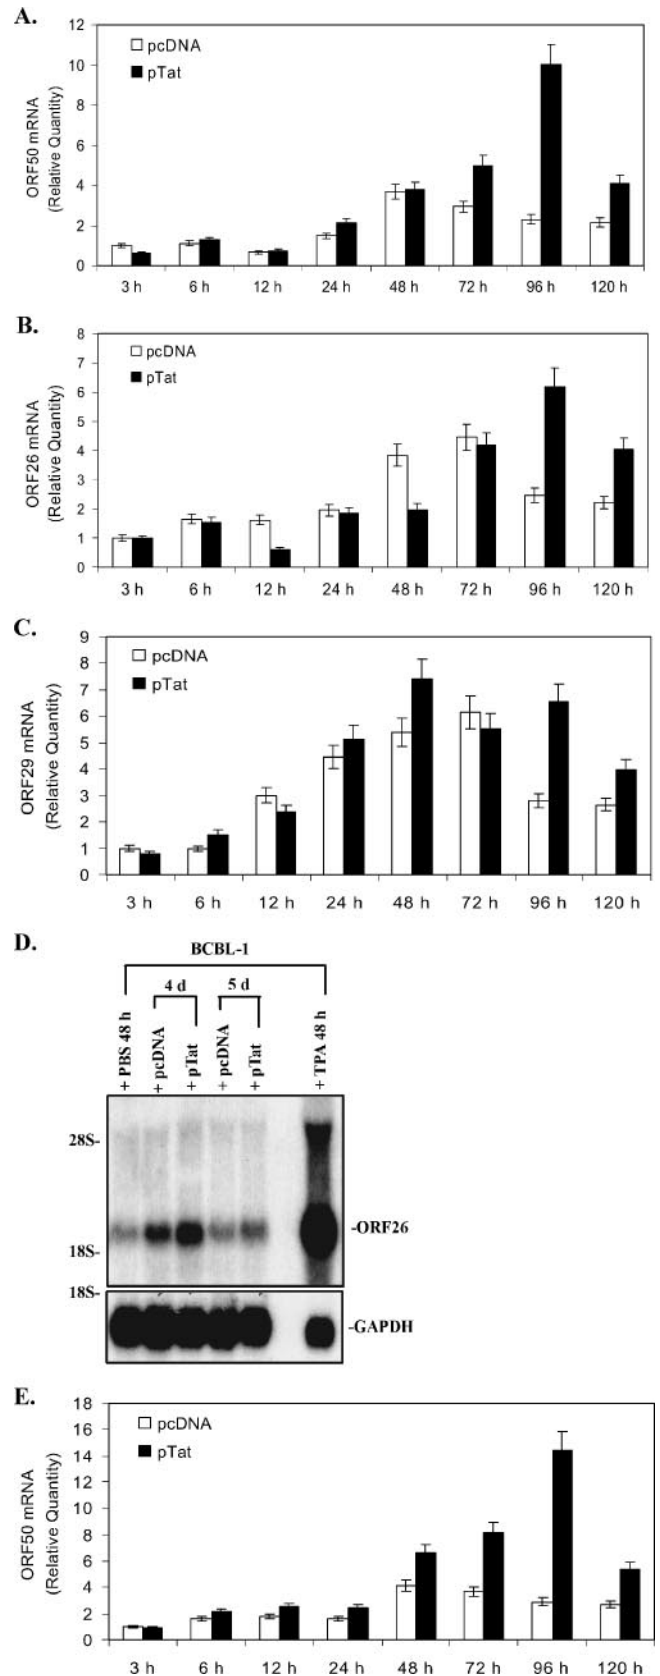 A.
12
10
8
6
4
2
0
ORF50 mRNA
(Relative Quantity)
pcDNA
pTat
3 h 6 h 12 h 24 h 48 h 72 h 96 h 120 h
B.
8
7
6
5
4
3
2
1
0
ORF26 mRNA
(Relative Quantity)
pcDNA
pTat
3 h 6 h 12 h 24 h 48 h 72 h 96 h 120 h
C.
9
8
7
6
5
4
3
2
1
0
ORF29 mRNA
(Relative Quantity)
pcDNA
pTat
3 h 6 h 12 h 24 h 48 h 72 h 96 h 120 h
D.
BCBL-1
4 d 5 d
+ PBS 48 h
+ pcDNA
+ pTat
+ pcDNA
+ pTat
+ TPA 48 h
28S-
-ORF26
18S-
18S-
-GAPDH
E.
18
16
14
12
10
8
6
4
2
0
ORF50 mRNA
(Relative Quantity)
pcDNA
pTat
3 h 6 h 12 h 24 h 48 h 72 h 96 h 120 h